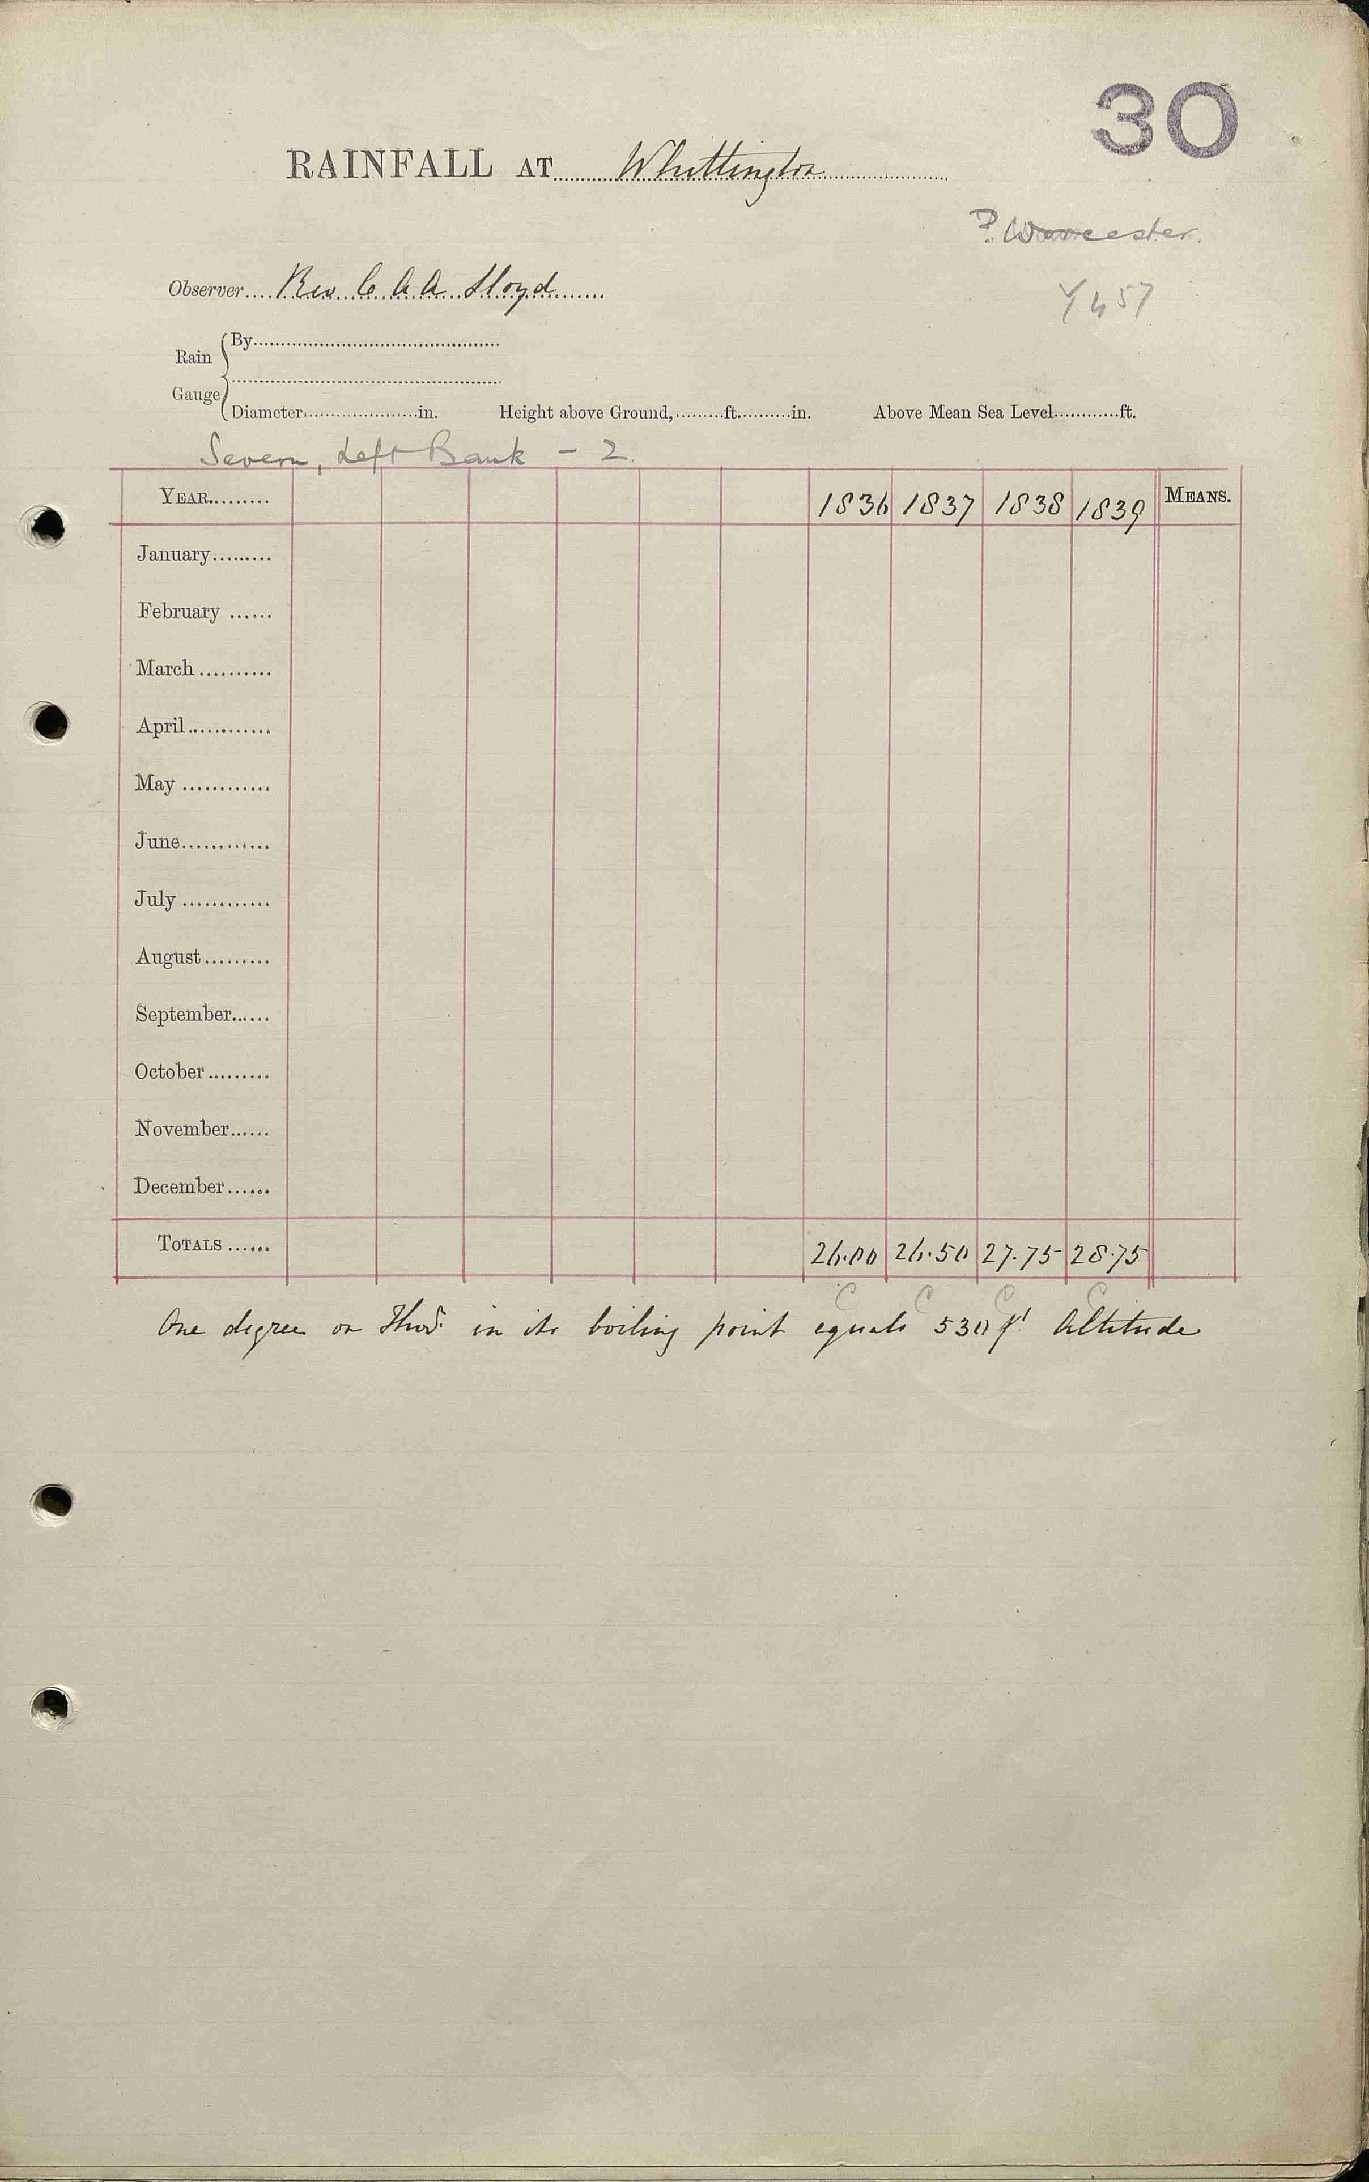 30
RAINFALL AT Whittington
? Worcester.
Observer Rev C A A Lloyd
Y 457
Rain Gauge
By
Diameter in. Height above Ground, ft. in. Above Mean Sea Level ft.
Severn, Left Bank - 2.
YEAR 1836 1837 1838 1839 MEANS.
January
February
March
April
May
June
July
August
September
October
November
December
TOTALS 26.00 26.50 27.75 28.75
C C C C
One degree on in its boiling point equals 530 ft Altitude